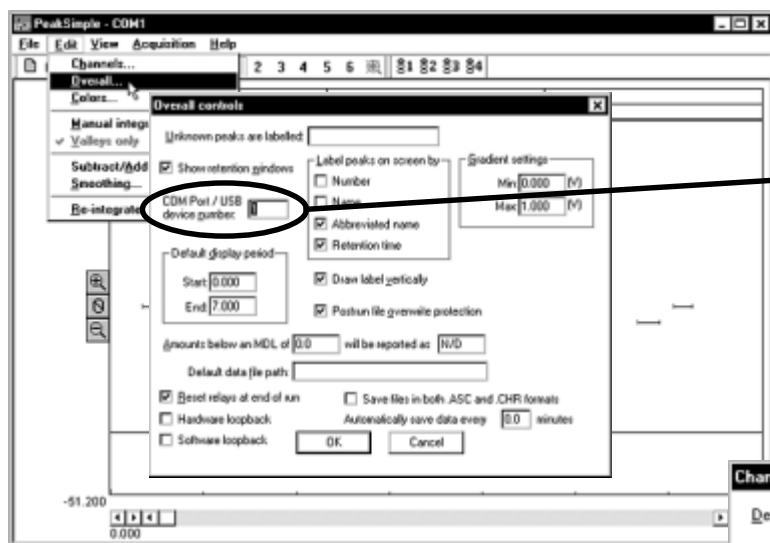 PeakSimple - COM1
File Edit View Acquisition Help
Channels...
Overall...
Colors...
Manual integ
Valleys only
Subtract/Add
Smoothing...
Re-integrate
2 3 4 5 6 1 2 3 4
Overall controls
Unknown peaks are labelled:
Show retention windows
COM Port / USB
device number:
Label peaks on screen by
Number
Name
Abbreviated name
Retention time
Gradient settings
Min: 0.000 (V)
Max: 1.000 (V)
Default display period
Start: 0.000
End: 7.000
Draw label vertically
Postrun file overwrite protection
Amounts below an MDL of 0.0 will be reported as N/D
Default data file path:
Reset relays at end of run
Save files in both .ASC and .CHR formats
Hardware loopback
Automatically save data every 0.0 minutes
Software loopback
OK Cancel
-51.200
0.000
Char
De